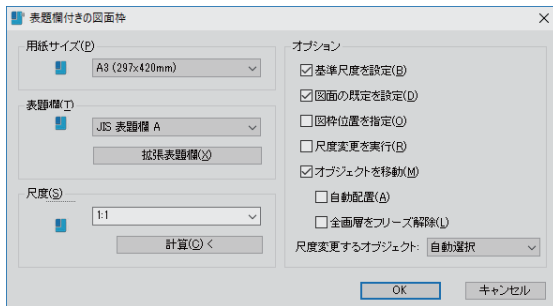 表題欄付きの図面枠
用紙サイズ(P)
A3 (297x420mm)
表題欄(T)
JIS 表題欄 A
拡張表題欄(X)
尺度(S)
1:1
計算(C) <
オプション
基準尺度を設定(B)
図面の既定を設定(D)
図枠位置を指定(O)
尺度変更を実行(R)
オブジェクトを移動(M)
自動配置(A)
全画層をフリーズ解除(L)
尺度変更するオブジェクト: 自動選択
OK キャンセル